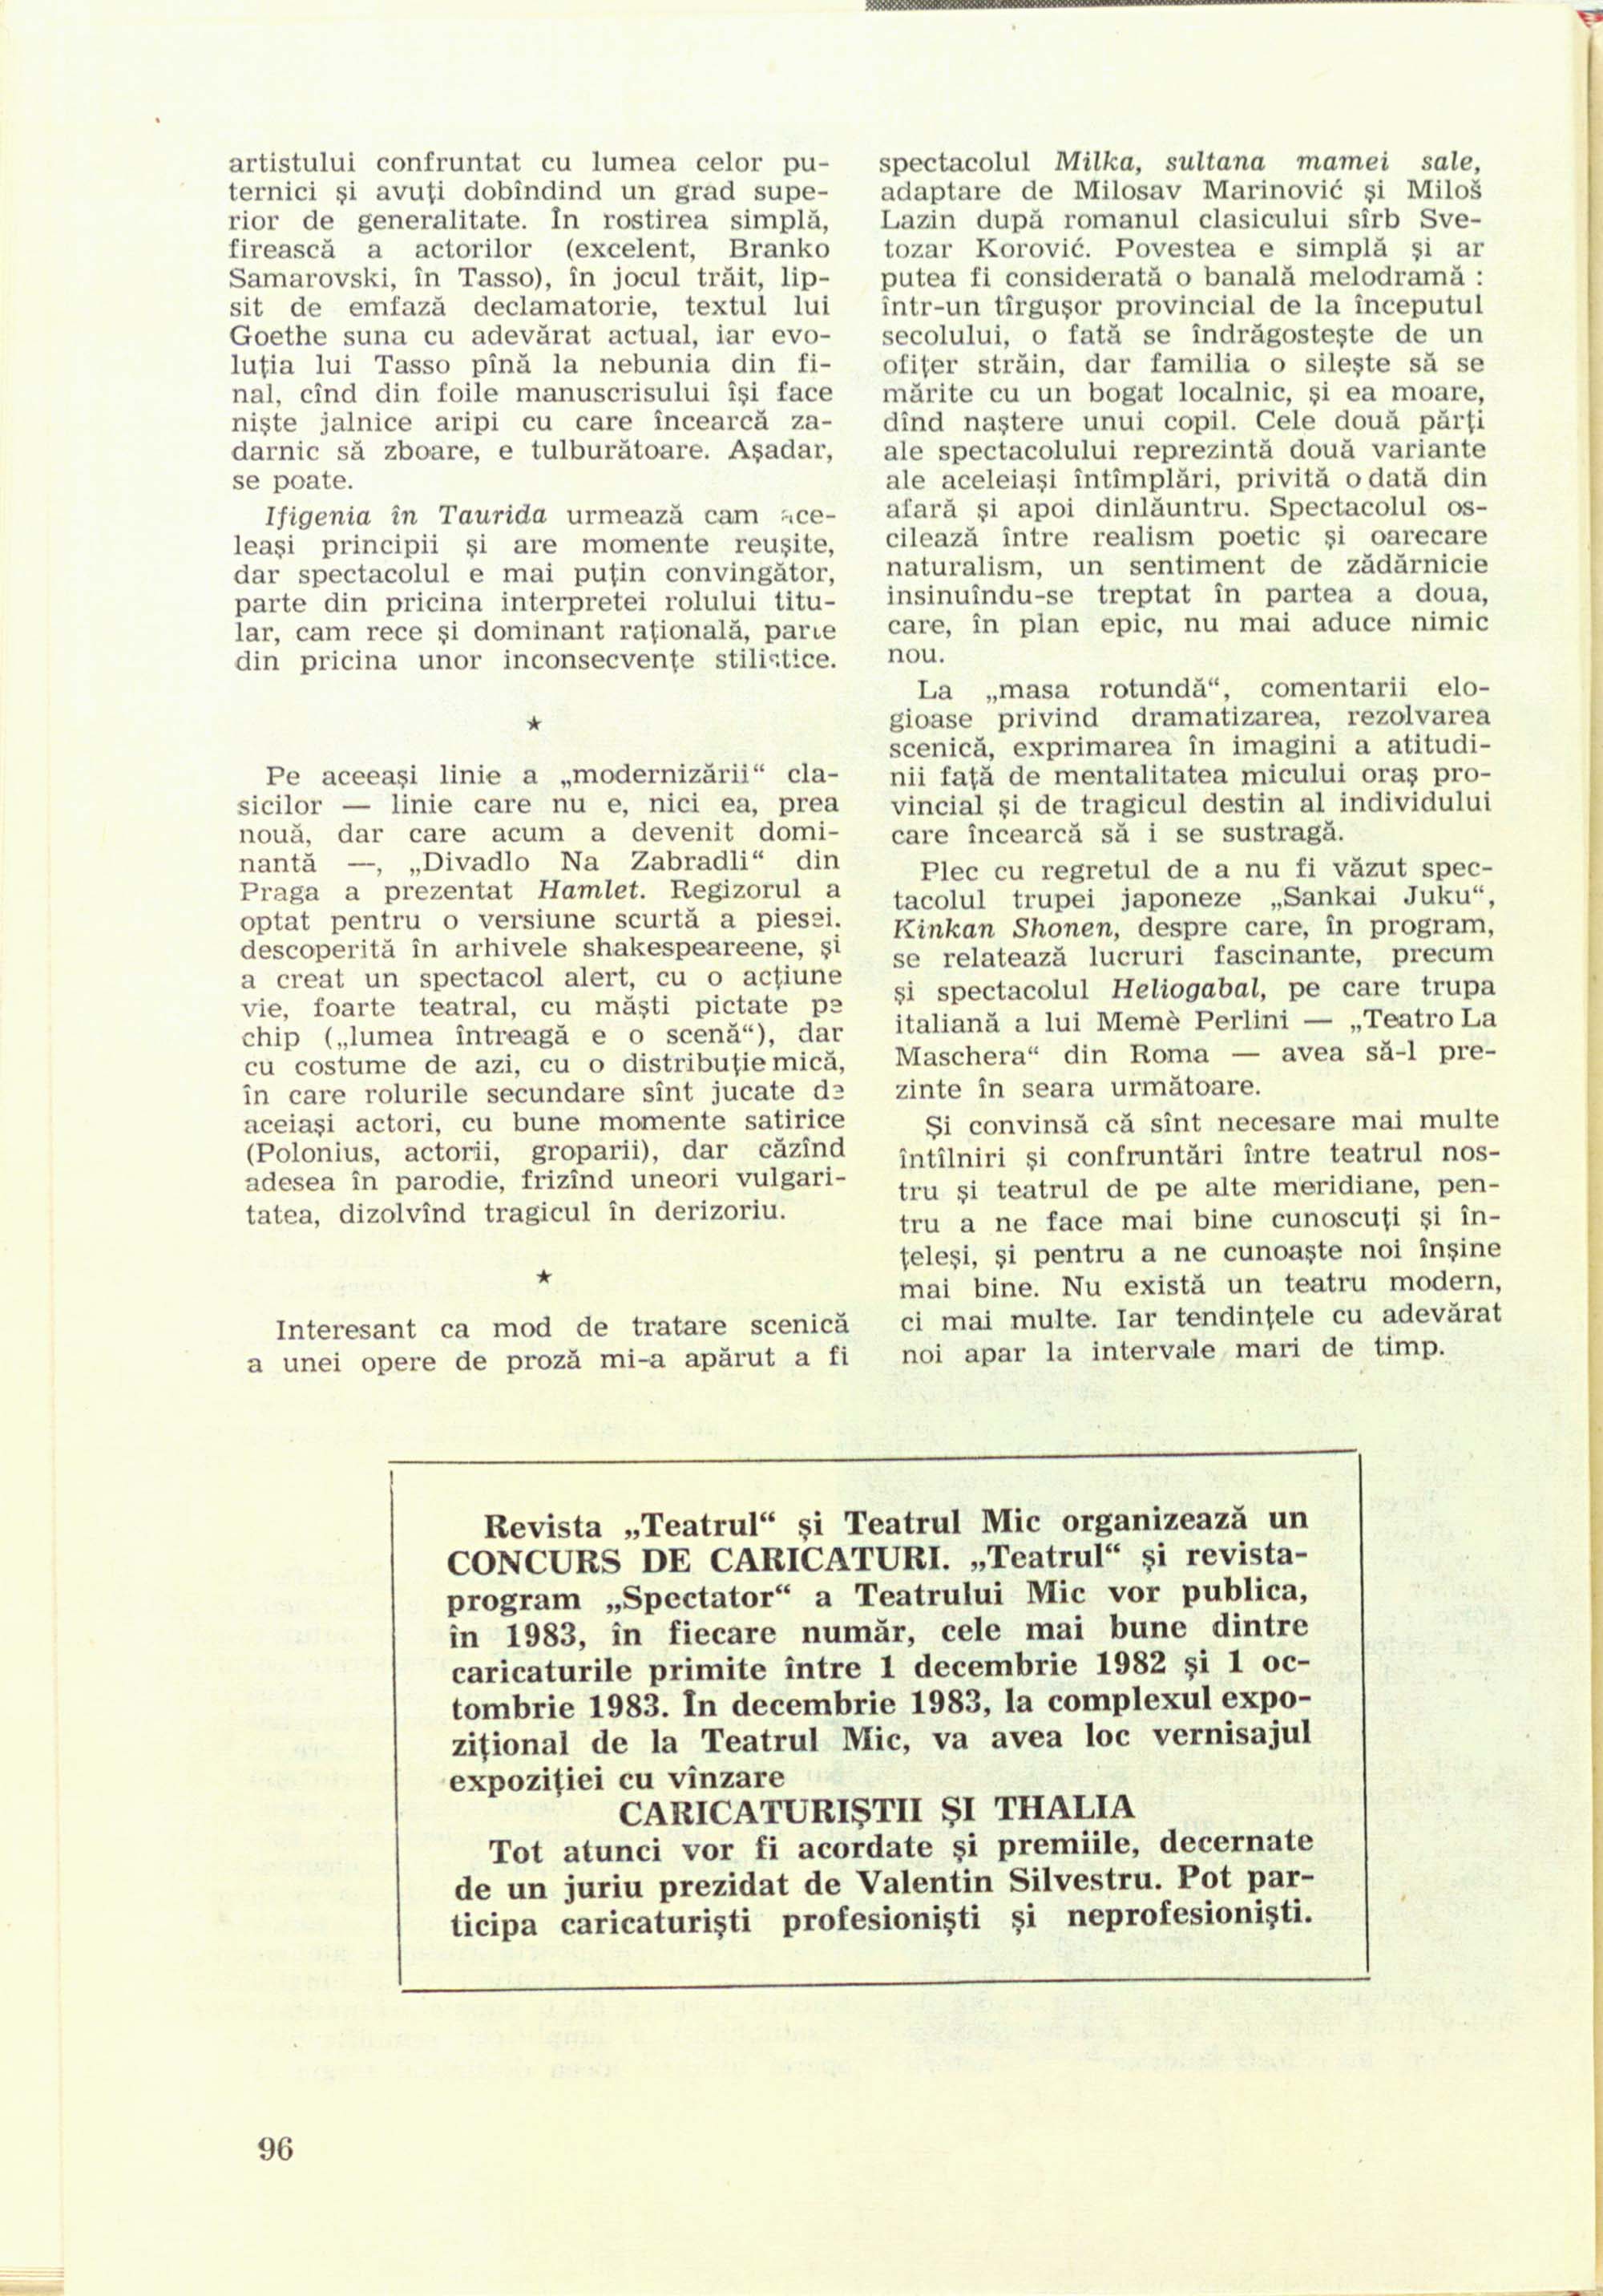 artistului confruntat cu lumea celor pu-
ternici și avuți dobîndind un grad supe-
rior de generalitate. În rostirea simplă,
firească a actorilor (excelent, Branko
Samarovski, în Tasso), în jocul trăit, lip-
sit de emfază declamatorie, textul lui
Goethe suna cu adevărat actual, iar evo-
luția lui Tasso pînă la nebunia din fi-
nal, cînd din foile manuscrisului își face
niște jalnice aripi cu care încearcă za-
darnic să zboare, e tulburătoare. Așadar,
se poate.
Ifigenia în Taurida urmează cam ace-
leași principii și are momente reușite,
dar spectacolul e mai puțin convingător,
parte din pricina interpretei rolului titu-
lar, cam rece și dominant rațională, parte
din pricina unor inconsecvențe stilistice.
★
Pe aceeași linie a „modernizării“ cla-
sicilor — linie care nu e, nici ea, prea
nouă, dar care acum a devenit domi-
nantă —, „Divadlo Na Zabradli“ din
Praga a prezentat Hamlet. Regizorul a
optat pentru o versiune scurtă a piesei.
descoperită în arhivele shakespeareene, și
a creat un spectacol alert, cu o acțiune
vie, foarte teatral, cu măști pictate pe
chip („lumea întreagă e o scenă“), dar
cu costume de azi, cu o distribuție mică,
în care rolurile secundare sînt jucate de
aceiași actori, cu bune momente satirice
(Polonius, actorii, groparii), dar căzînd
adesea în parodie, frizînd uneori vulgari-
tatea, dizolvînd tragicul în derizoriu.
★
Interesant ca mod de tratare scenică
a unei opere de proză mi-a apărut a fi
spectacolul Milka, sultana mamei sale,
adaptare de Milosav Marinović și Miloš
Lazin după romanul clasicului sîrb Sve-
tozar Korović. Povestea e simplă și ar
putea fi considerată o banală melodramă :
într-un tîrgușor provincial de la începutul
secolului, o fată se îndrăgostește de un
ofițer străin, dar familia o silește să se
mărite cu un bogat localnic, și ea moare,
dînd naștere unui copil. Cele două părți
ale spectacolului reprezintă două variante
ale aceleiași întîmplări, privită o dată din
afară și apoi dinlăuntru. Spectacolul os-
cilează între realism poetic și oarecare
naturalism, un sentiment de zădărnicie
insinuîndu-se treptat în partea a doua,
care, în plan epic, nu mai aduce nimic
nou.
La „masa rotundă“, comentarii elo-
gioase privind dramatizarea, rezolvarea
scenică, exprimarea în imagini a atitudi-
nii față de mentalitatea micului oraș pro-
vincial și de tragicul destin al individului
care încearcă să i se sustragă.
Plec cu regretul de a nu fi văzut spec-
tacolul trupei japoneze „Sankai Juku“,
Kinkan Shonen, despre care, în program,
se relatează lucruri fascinante, precum
și spectacolul Heliogabal, pe care trupa
italiană a lui Memè Perlini — „Teatro La
Maschera“ din Roma — avea să-l pre-
zinte în seara următoare.
Și convinsă că sînt necesare mai multe
întîlniri și confruntări între teatrul nos-
tru și teatrul de pe alte meridiane, pen-
tru a ne face mai bine cunoscuți și în-
țeleși, și pentru a ne cunoaște noi înșine
mai bine. Nu există un teatru modern,
ci mai multe. Iar tendințele cu adevărat
noi apar la intervale mari de timp.
Revista „Teatrul“ și Teatrul Mic organizează un
CONCURS DE CARICATURI. „Teatrul“ și revista-
program „Spectator“ a Teatrului Mic vor publica,
în 1983, în fiecare număr, cele mai bune dintre
caricaturile primite între 1 decembrie 1982 și 1 oc-
tombrie 1983. În decembrie 1983, la complexul expo-
zițional de la Teatrul Mic, va avea loc vernisajul
expoziției cu vînzare
CARICATURIȘTII ȘI THALIA
Tot atunci vor fi acordate și premiile, decernate
de un juriu prezidat de Valentin Silvestru. Pot par-
ticipa caricaturiști profesioniști și neprofesioniști.
96